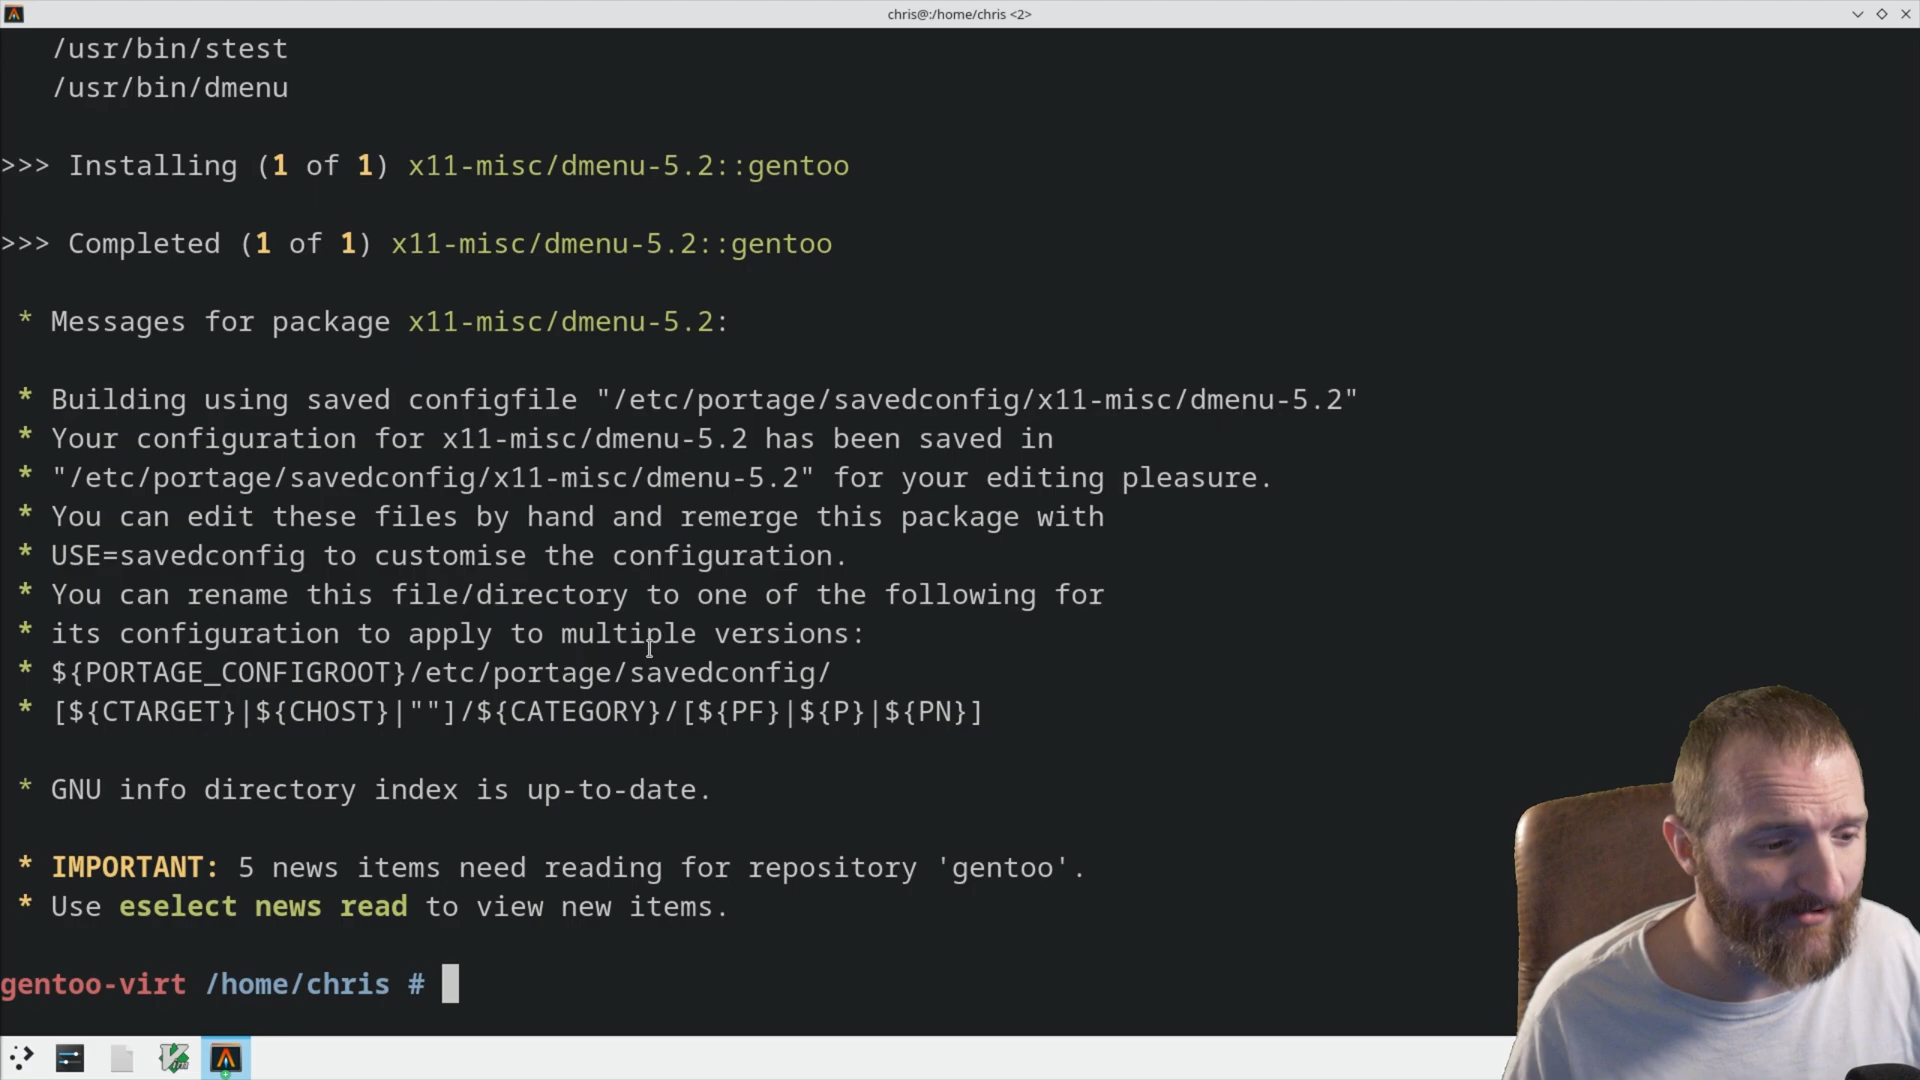 chris@:/home/chris <2>
/usr/bin/stest
/usr/bin/dmenu
>>> Installing (1 of 1) x11-misc/dmenu-5.2::gentoo
>>> Completed (1 of 1) x11-misc/dmenu-5.2::gentoo
* Messages for package x11-misc/dmenu-5.2:
* Building using saved configfile "/etc/portage/savedconfig/x11-misc/dmenu-5.2"
* Your configuration for x11-misc/dmenu-5.2 has been saved in
* "/etc/portage/savedconfig/x11-misc/dmenu-5.2" for your editing pleasure.
* You can edit these files by hand and remerge this package with
* USE=savedconfig to customise the configuration.
* You can rename this file/directory to one of the following for
* its configuration to apply to multiple versions:
* ${PORTAGE_CONFIGROOT}/etc/portage/savedconfig/
* [${CTARGET}|${CHOST}|""]/${CATEGORY}/[${PF}|${P}|${PN}]
* GNU info directory index is up-to-date.
* IMPORTANT: 5 news items need reading for repository 'gentoo'.
* Use eselect news read to view new items.
gentoo-virt /home/chris #